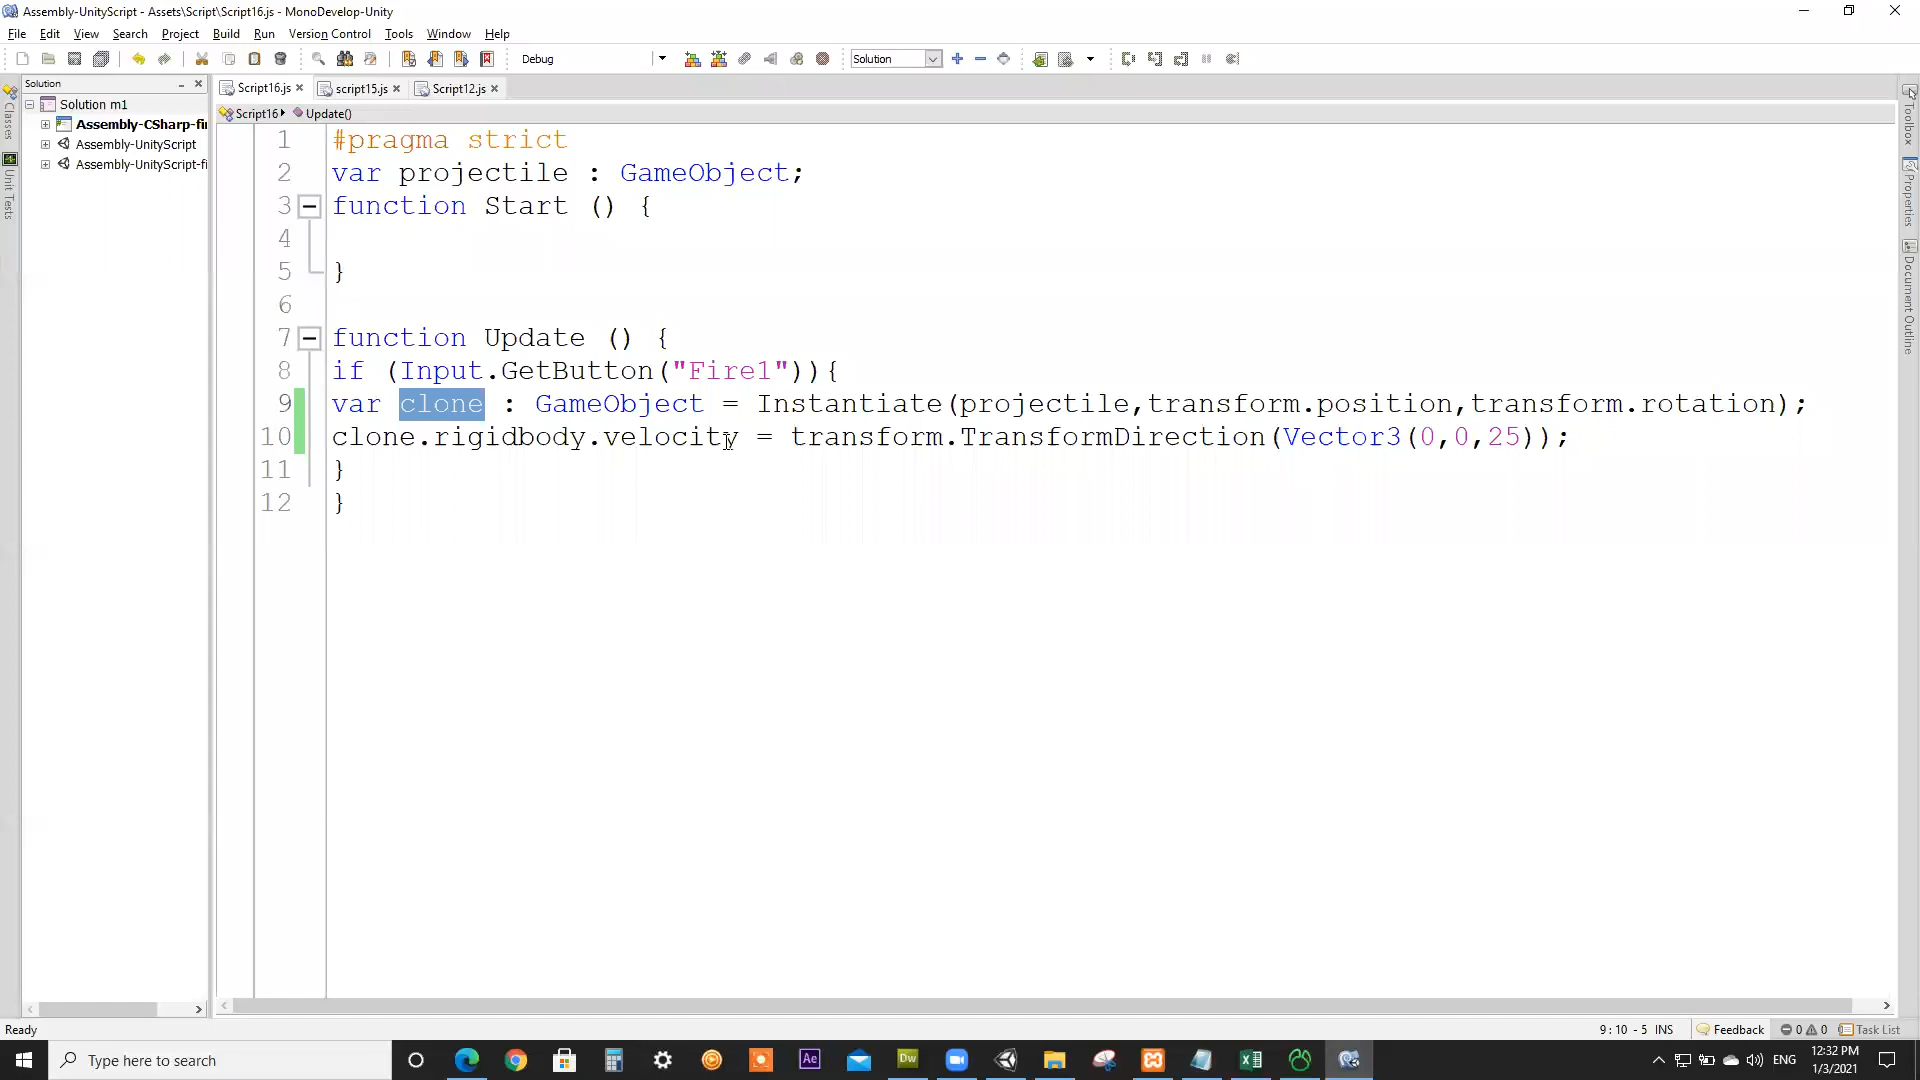 Assembly-UnityScript - Assets\Script\Script16.js - MonoDevelop-Unity
File Edit View Search Project Build Run Version Control Tools Window Help
Debug Solution
Solution
Script16.js script15.js Script12.js
Solution m1
Assembly-CSharp-fir
Assembly-UnityScript
Assembly-UnityScript-fi
Classes
Unit Tests
Script16 Update()
1 #pragma strict
2 var projectile : GameObject;
3 function Start () {
4
5 }
6
7 function Update () {
8 if (Input.GetButton("Fire1")){
9 var clone : GameObject = Instantiate(projectile,transform.position,transform.rotation);
10 clone.rigidbody.velocity = transform.TransformDirection(Vector3(0,0,25));
11 }
12 }
Toolbox
Properties
Document Outline
Ready 9 : 10 - 5 INS Feedback 0 0 Task List
Type here to search
Ae
Dw
ENG
12:32 PM
1/3/2021